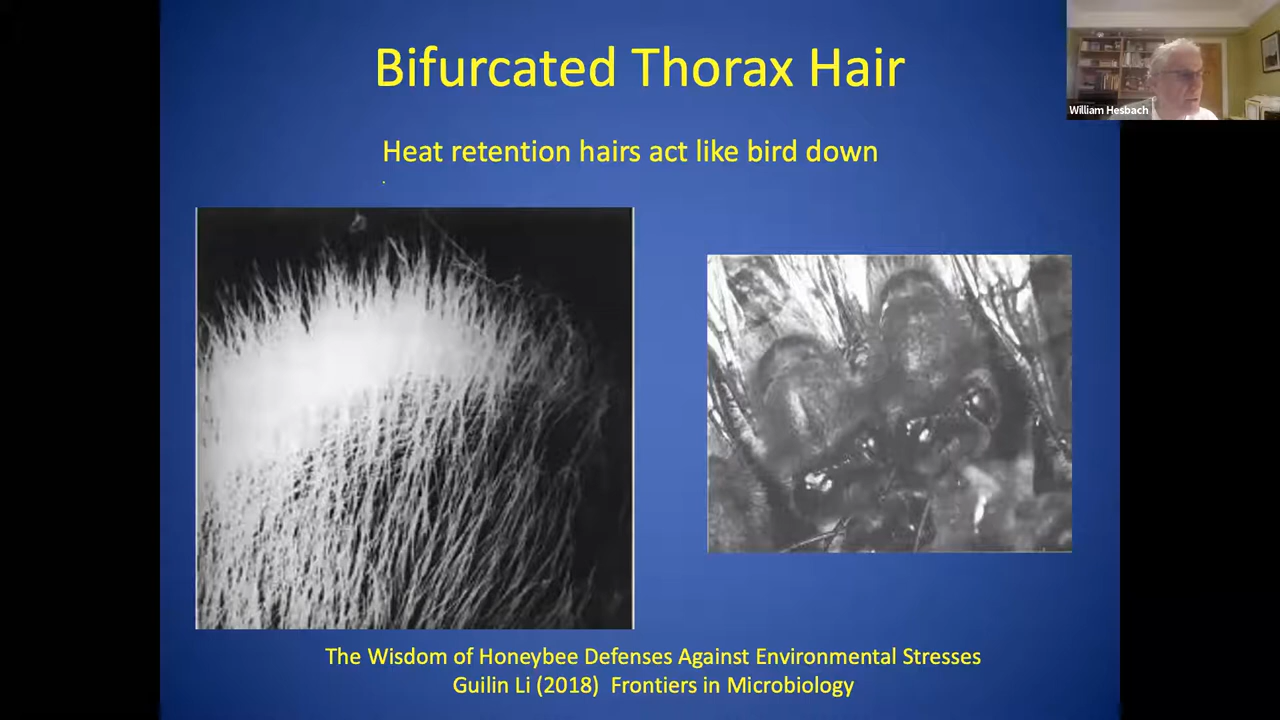 Bifurcated Thorax Hair
William Hesbach
Heat retention hairs act like bird down
.
The Wisdom of Honeybee Defenses Against Environmental Stresses
Guilin Li (2018) Frontiers in Microbiology